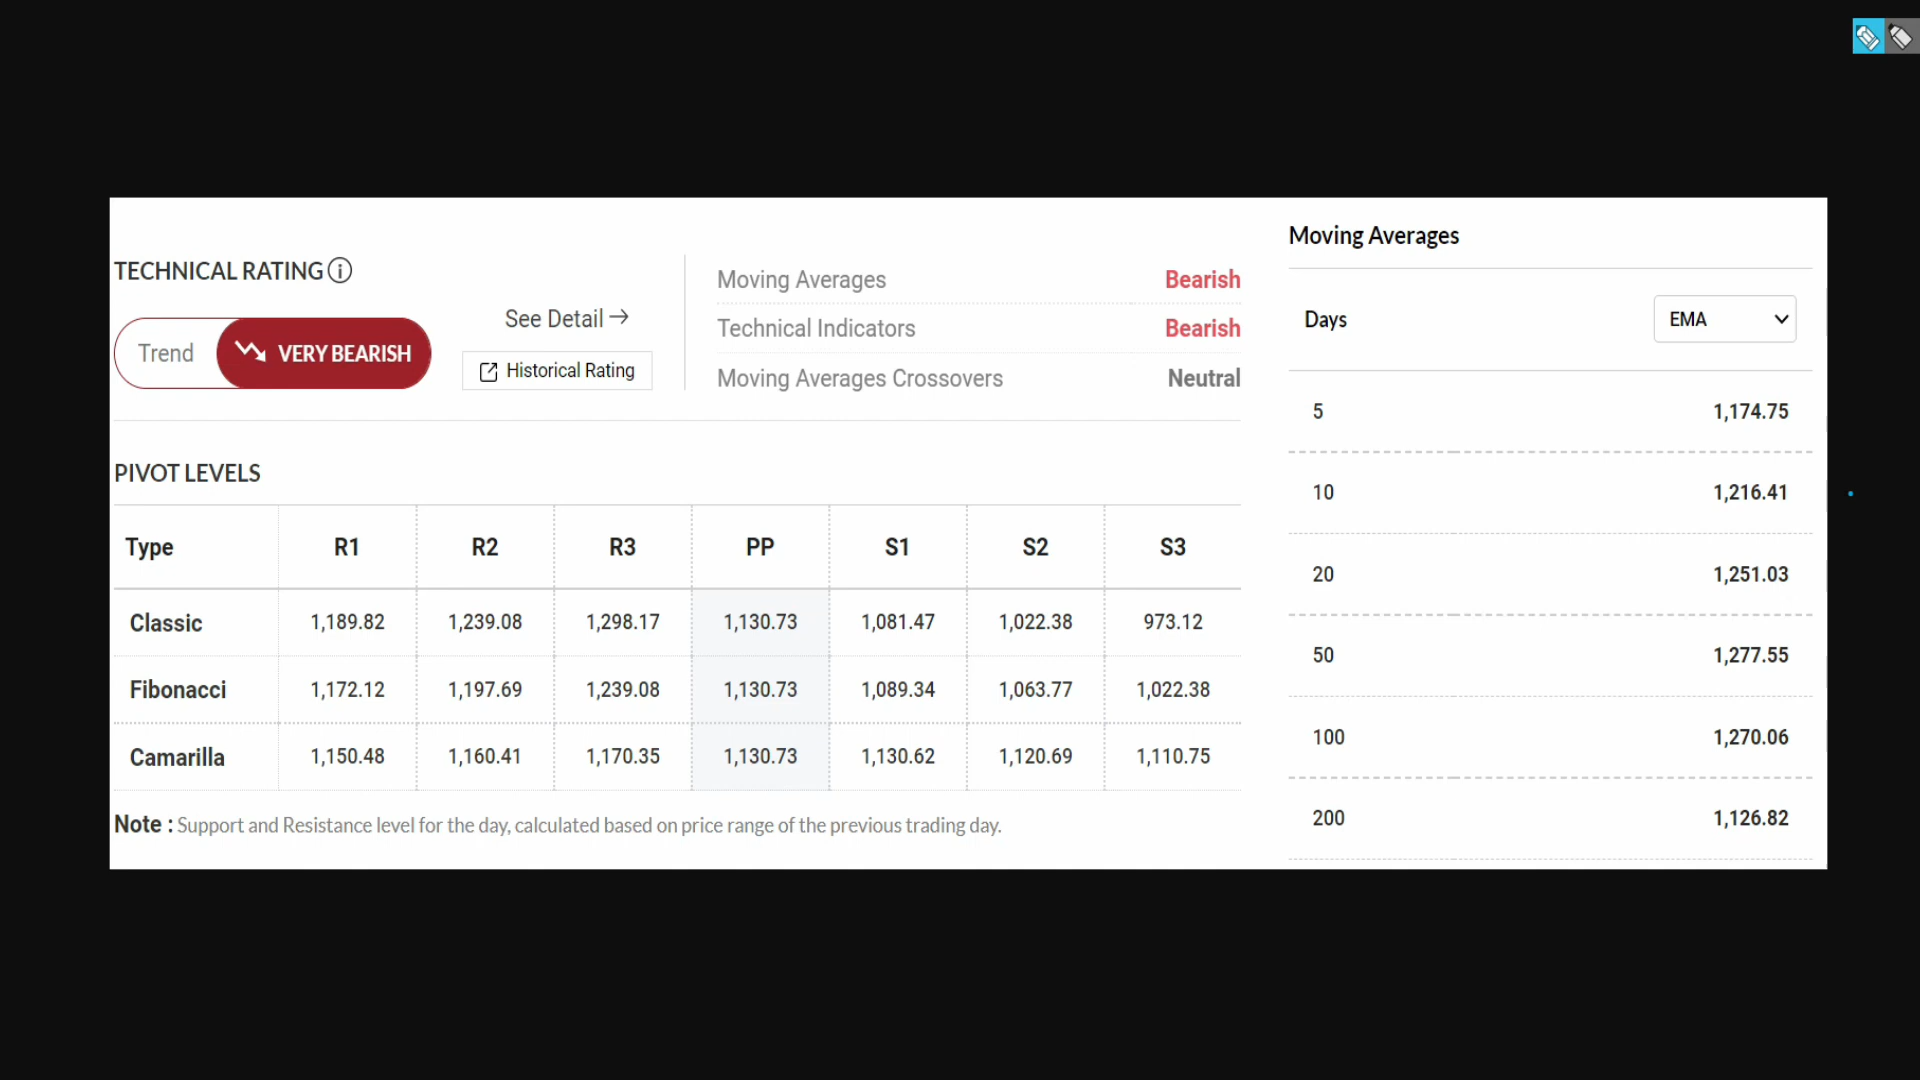 TECHNICAL RATING
Trend VERY BEARISH
See Detail →
Historical Rating
Moving Averages Bearish
Technical Indicators Bearish
Moving Averages Crossovers Neutral
PIVOT LEVELS
Type R1 R2 R3 PP S1 S2 S3
Classic 1,189.82 1,239.08 1,298.17 1,130.73 1,081.47 1,022.38 973.12
Fibonacci 1,172.12 1,197.69 1,239.08 1,130.73 1,089.34 1,063.77 1,022.38
Camarilla 1,150.48 1,160.41 1,170.35 1,130.73 1,130.62 1,120.69 1,110.75
Note : Support and Resistance level for the day, calculated based on price range of the previous trading day.
Moving Averages
Days EMA
5 1,174.75
10 1,216.41
20 1,251.03
50 1,277.55
100 1,270.06
200 1,126.82